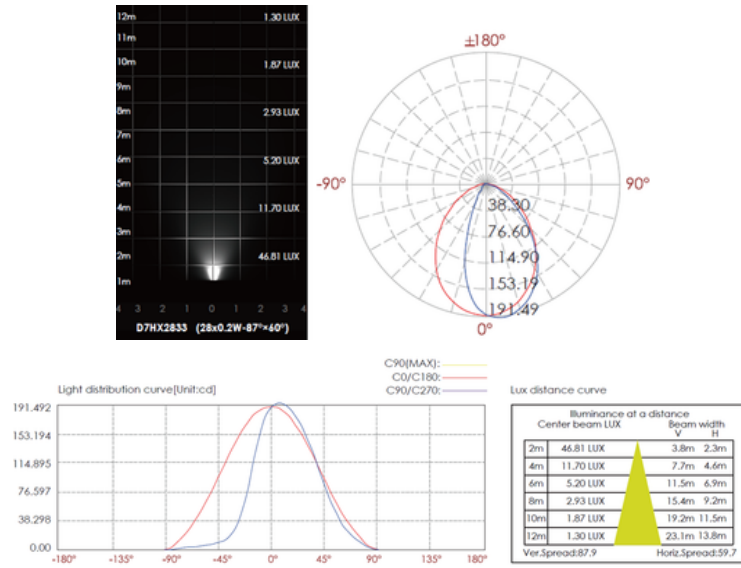 12m 1.30 LUX
11m
10m 1.87 LUX
9m
8m 2.93 LUX
7m
6m 5.20 LUX
5m
4m 11.70 LUX
3m
2m 46.81 LUX
1m
4 3 2 1 0 1 2 3 4
D7HX2833 (28x0.2W-87°×60°)
±180°
-90° 90°
38.30
76.60
114.90
153.19
191.49
0°
C90(MAX):
C0/C180:
C90/C270:
Light distribution curve[Unit:cd]
191.492
153.194
114.895
76.597
38.298
0.00
-180° -135° -90° -45° 0° 45° 90° 135° 180°
Lux distance curve
Illuminance at a distance
Center beam LUX Beam width
V H
2m 46.81 LUX 3.8m 2.3m
4m 11.70 LUX 7.7m 4.6m
6m 5.20 LUX 11.5m 6.9m
8m 2.93 LUX 15.4m 9.2m
10m 1.87 LUX 19.2m 11.5m
12m 1.30 LUX 23.1m 13.8m
Ver.Spread:87.9 Horiz.Spread:59.7